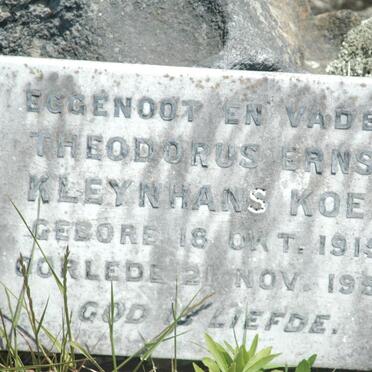 EGGENOOT EN VADE
THEODORUS ERNS
KLEYNHANS KOE
GEBORE 18 OKT. 191
OORLEDE 21 NOV. 19
GOD IS LIEFDE.